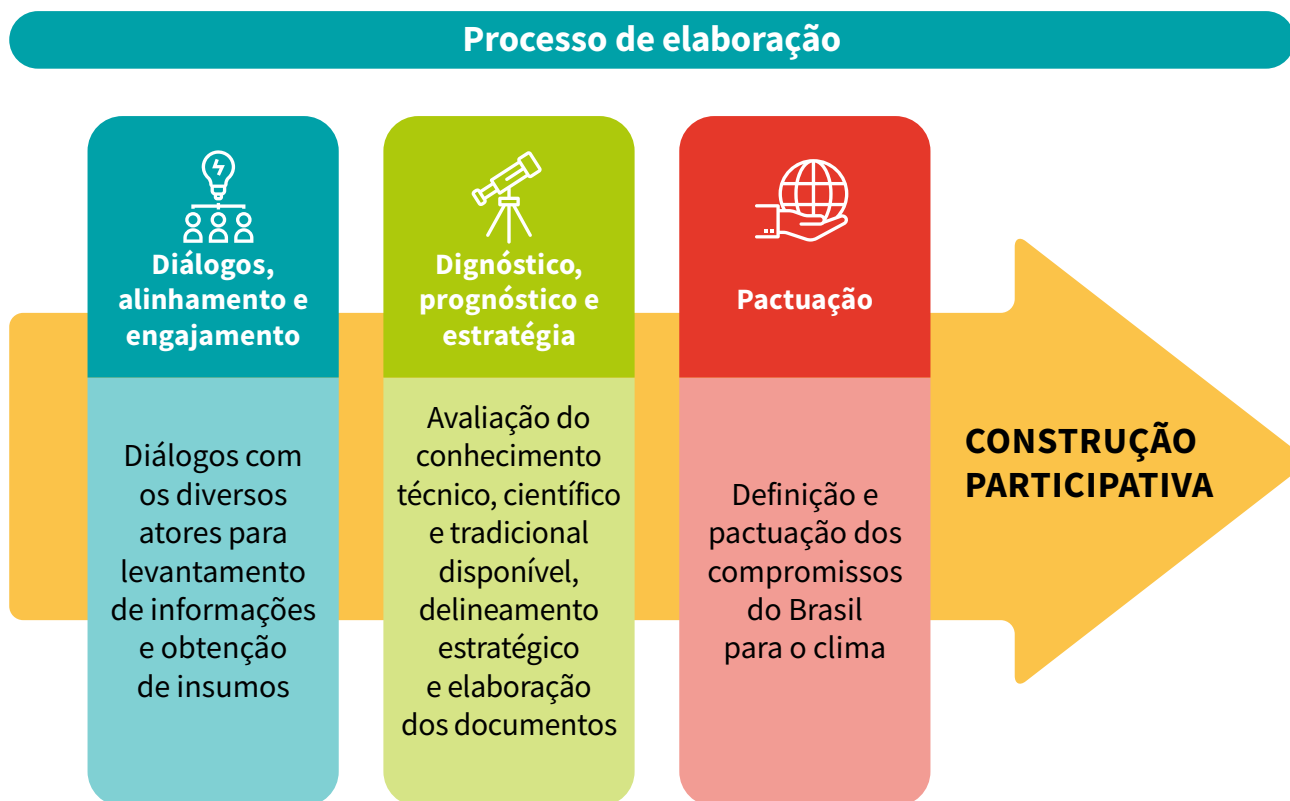 Processo de elaboração
Diálogos,
alinhamento e
engajamento
Diálogos com
os diversos
atores para
levantamento
de informações
e obtenção
de insumos
Dignóstico,
prognóstico e
estratégia
Avaliação do
conhecimento
técnico, científico
e tradicional
disponível,
delineamento
estratégico
e elaboração
dos documentos
Pactuação
Definição e
pactuação dos
compromissos
do Brasil
para o clima
CONSTRUÇÃO
PARTICIPATIVA